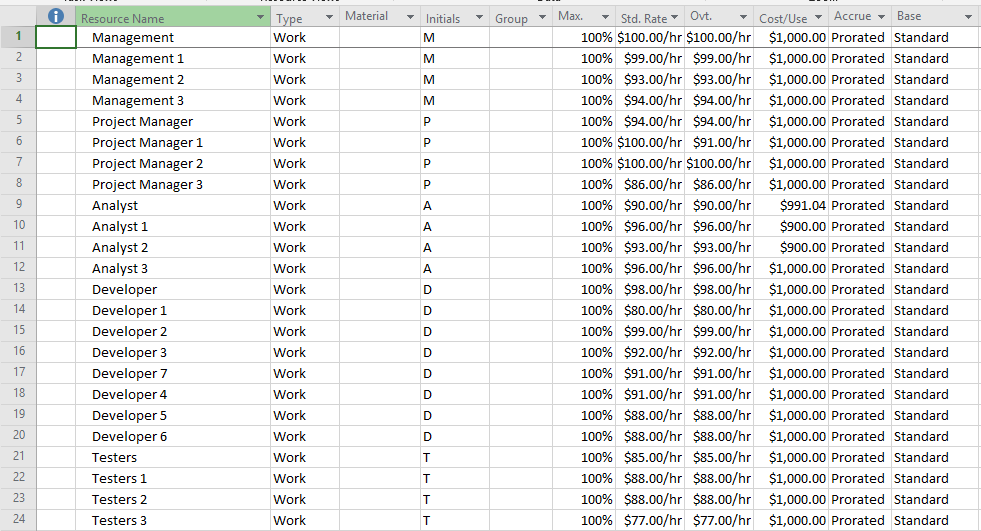 Resource Name Type Material Initials Group Max. Std. Rate Ovt. Cost/Use Accrue Base
1 Management Work M 100% $100.00/hr $100.00/hr $1,000.00 Prorated Standard
2 Management 1 Work M 100% $99.00/hr $99.00/hr $1,000.00 Prorated Standard
3 Management 2 Work M 100% $93.00/hr $93.00/hr $1,000.00 Prorated Standard
4 Management 3 Work M 100% $94.00/hr $94.00/hr $1,000.00 Prorated Standard
5 Project Manager Work P 100% $94.00/hr $94.00/hr $1,000.00 Prorated Standard
6 Project Manager 1 Work P 100% $100.00/hr $91.00/hr $1,000.00 Prorated Standard
7 Project Manager 2 Work P 100% $100.00/hr $100.00/hr $1,000.00 Prorated Standard
8 Project Manager 3 Work P 100% $86.00/hr $86.00/hr $1,000.00 Prorated Standard
9 Analyst Work A 100% $90.00/hr $90.00/hr $991.04 Prorated Standard
10 Analyst 1 Work A 100% $96.00/hr $96.00/hr $900.00 Prorated Standard
11 Analyst 2 Work A 100% $93.00/hr $93.00/hr $900.00 Prorated Standard
12 Analyst 3 Work A 100% $96.00/hr $96.00/hr $1,000.00 Prorated Standard
13 Developer Work D 100% $98.00/hr $98.00/hr $1,000.00 Prorated Standard
14 Developer 1 Work D 100% $80.00/hr $80.00/hr $1,000.00 Prorated Standard
15 Developer 2 Work D 100% $99.00/hr $99.00/hr $1,000.00 Prorated Standard
16 Developer 3 Work D 100% $92.00/hr $92.00/hr $1,000.00 Prorated Standard
17 Developer 7 Work D 100% $91.00/hr $91.00/hr $1,000.00 Prorated Standard
18 Developer 4 Work D 100% $91.00/hr $91.00/hr $1,000.00 Prorated Standard
19 Developer 5 Work D 100% $88.00/hr $88.00/hr $1,000.00 Prorated Standard
20 Developer 6 Work D 100% $88.00/hr $88.00/hr $1,000.00 Prorated Standard
21 Testers Work T 100% $85.00/hr $85.00/hr $1,000.00 Prorated Standard
22 Testers 1 Work T 100% $88.00/hr $88.00/hr $1,000.00 Prorated Standard
23 Testers 2 Work T 100% $88.00/hr $88.00/hr $1,000.00 Prorated Standard
24 Testers 3 Work T 100% $77.00/hr $77.00/hr $1,000.00 Prorated Standard